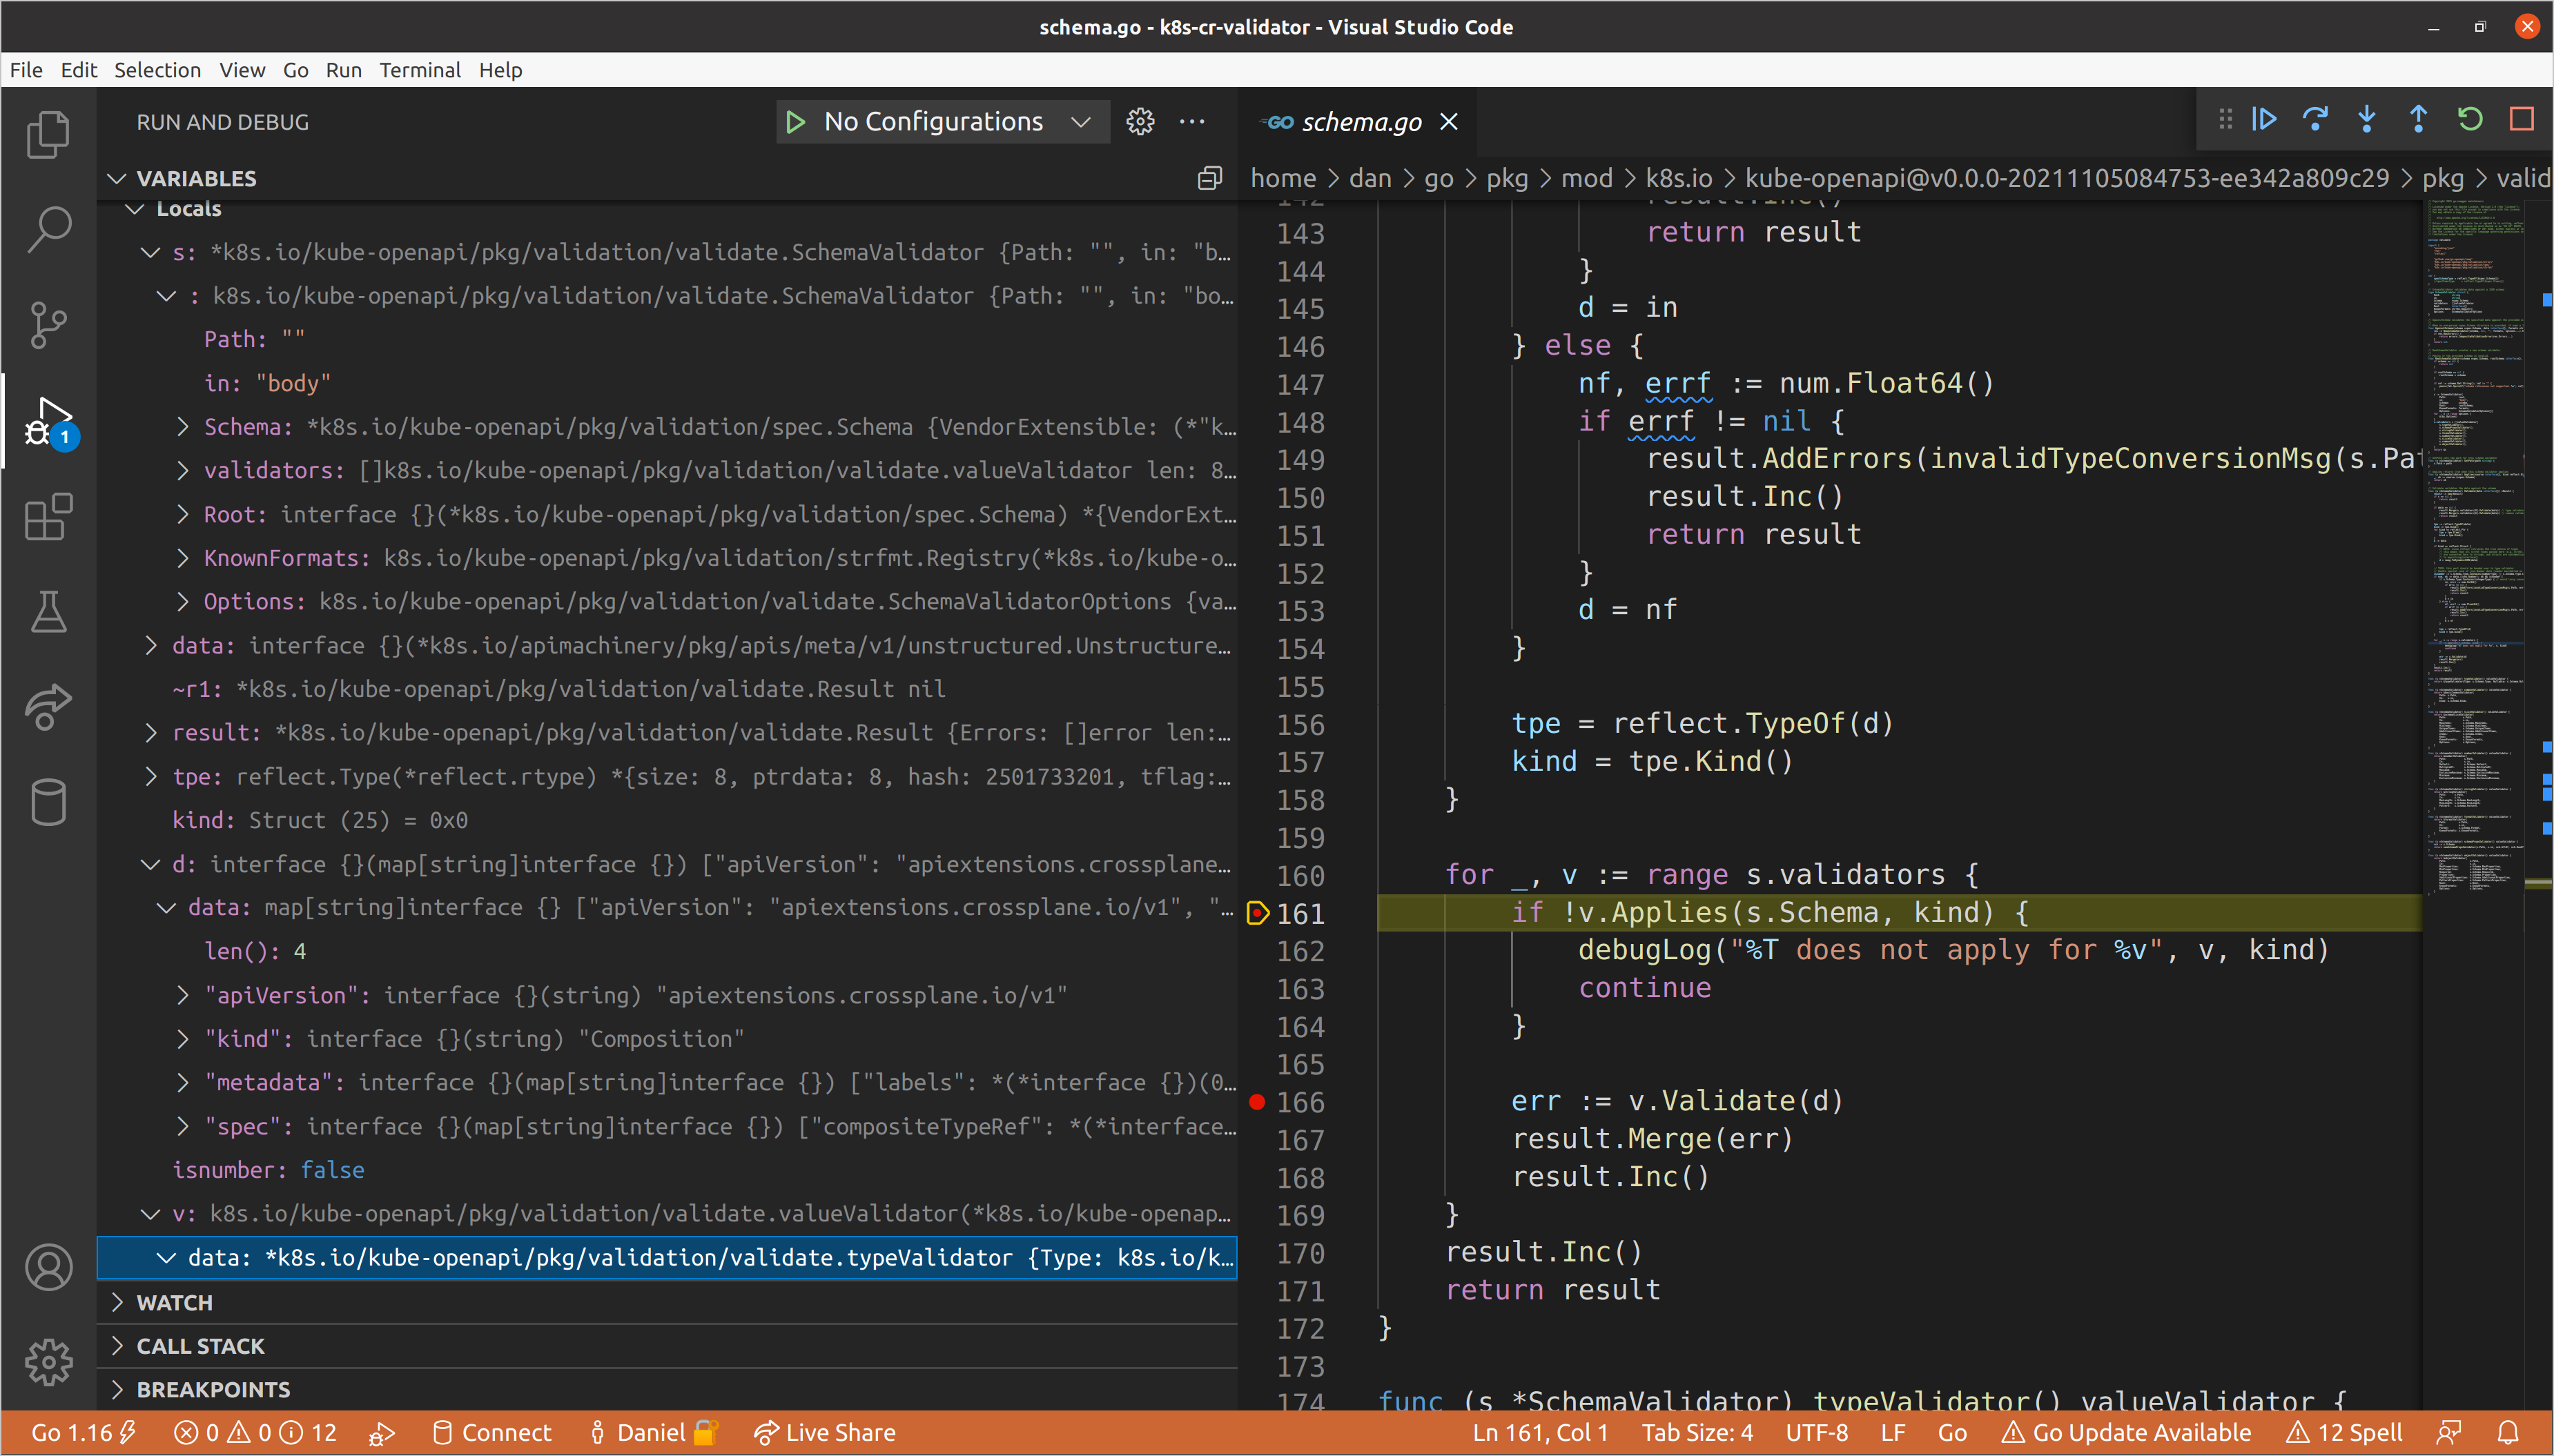 schema.go - k8s-cr-validator - Visual Studio Code
File Edit Selection View Go Run Terminal Help
RUN AND DEBUG
No Configurations
VARIABLES
Locals
s: *k8s.io/kube-openapi/pkg/validation/validate.SchemaValidator {Path: "", in: "b…
: k8s.io/kube-openapi/pkg/validation/validate.SchemaValidator {Path: "", in: "bo…
Path: ""
in: "body"
Schema: *k8s.io/kube-openapi/pkg/validation/spec.Schema {VendorExtensible: (*"k…
validators: []k8s.io/kube-openapi/pkg/validation/validate.valueValidator len: 8…
Root: interface {}(*k8s.io/kube-openapi/pkg/validation/spec.Schema) *{VendorExt…
KnownFormats: k8s.io/kube-openapi/pkg/validation/strfmt.Registry(*k8s.io/kube-o…
Options: k8s.io/kube-openapi/pkg/validation/validate.SchemaValidatorOptions {va…
data: interface {}(*k8s.io/apimachinery/pkg/apis/meta/v1/unstructured.Unstructure…
~r1: *k8s.io/kube-openapi/pkg/validation/validate.Result nil
result: *k8s.io/kube-openapi/pkg/validation/validate.Result {Errors: []error len:…
tpe: reflect.Type(*reflect.rtype) *{size: 8, ptrdata: 8, hash: 2501733201, tflag:…
kind: Struct (25) = 0x0
d: interface {}(map[string]interface {}) ["apiVersion": "apiextensions.crossplane…
data: map[string]interface {} ["apiVersion": "apiextensions.crossplane.io/v1", "…
len(): 4
"apiVersion": interface {}(string) "apiextensions.crossplane.io/v1"
"kind": interface {}(string) "Composition"
"metadata": interface {}(map[string]interface {}) ["labels": *(*interface {})(0…
"spec": interface {}(map[string]interface {}) ["compositeTypeRef": *(*interface…
isnumber: false
v: k8s.io/kube-openapi/pkg/validation/validate.valueValidator(*k8s.io/kube-openap…
data: *k8s.io/kube-openapi/pkg/validation/validate.typeValidator {Type: k8s.io/k…
WATCH
CALL STACK
BREAKPOINTS
1
GO schema.go
home > dan > go > pkg > mod > k8s.io > kube-openapi@v0.0.0-20211105084753-ee342a809c29 > pkg > valid
142 result.Inc()
143 return result
144 }
145 d = in
146 } else {
147 nf, errf := num.Float64()
148 if errf != nil {
149 result.AddErrors(invalidTypeConversionMsg(s.Pat
150 result.Inc()
151 return result
152 }
153 d = nf
154 }
155
156 tpe = reflect.TypeOf(d)
157 kind = tpe.Kind()
158 }
159
160 for _, v := range s.validators {
161 if !v.Applies(s.Schema, kind) {
162 debugLog("%T does not apply for %v", v, kind)
163 continue
164 }
165
166 err := v.Validate(d)
167 result.Merge(err)
168 result.Inc()
169 }
170 result.Inc()
171 return result
172 }
173
174 func (s *SchemaValidator) typeValidator() valueValidator {
Go 1.16 0 0 12 Connect Daniel Live Share Ln 161, Col 1 Tab Size: 4 UTF-8 LF Go Go Update Available 12 Spell